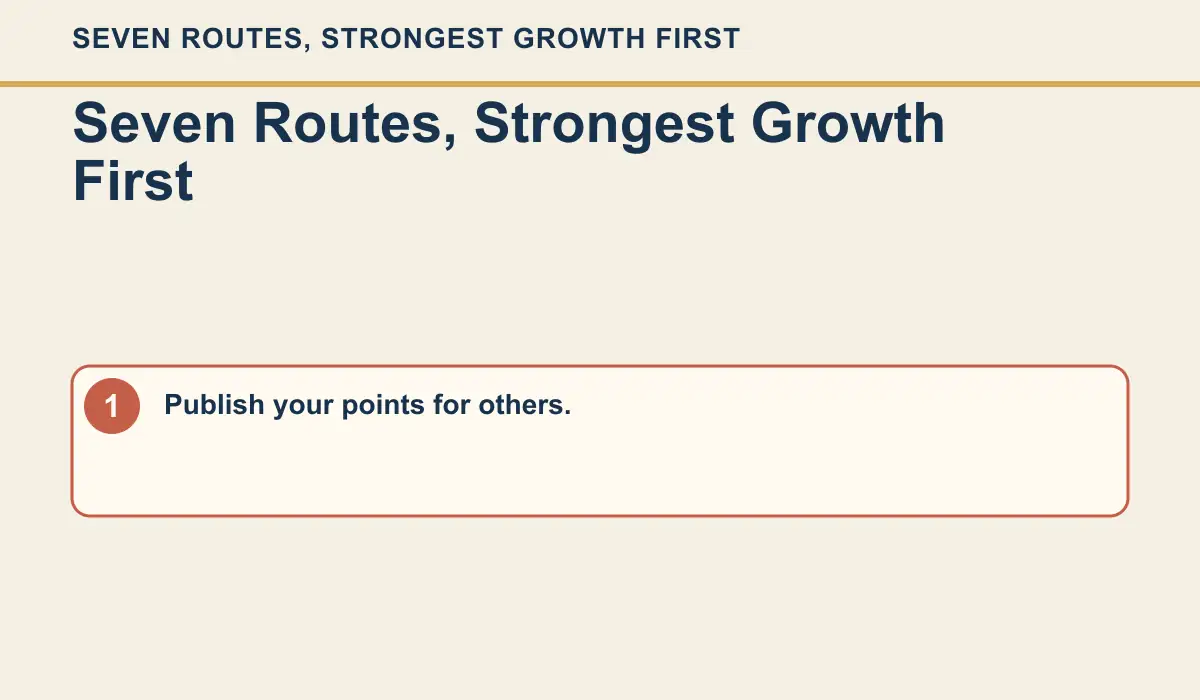 SEVEN ROUTES, STRONGEST GROWTH FIRST
Seven Routes, Strongest Growth
First
1
Publish your points for others.